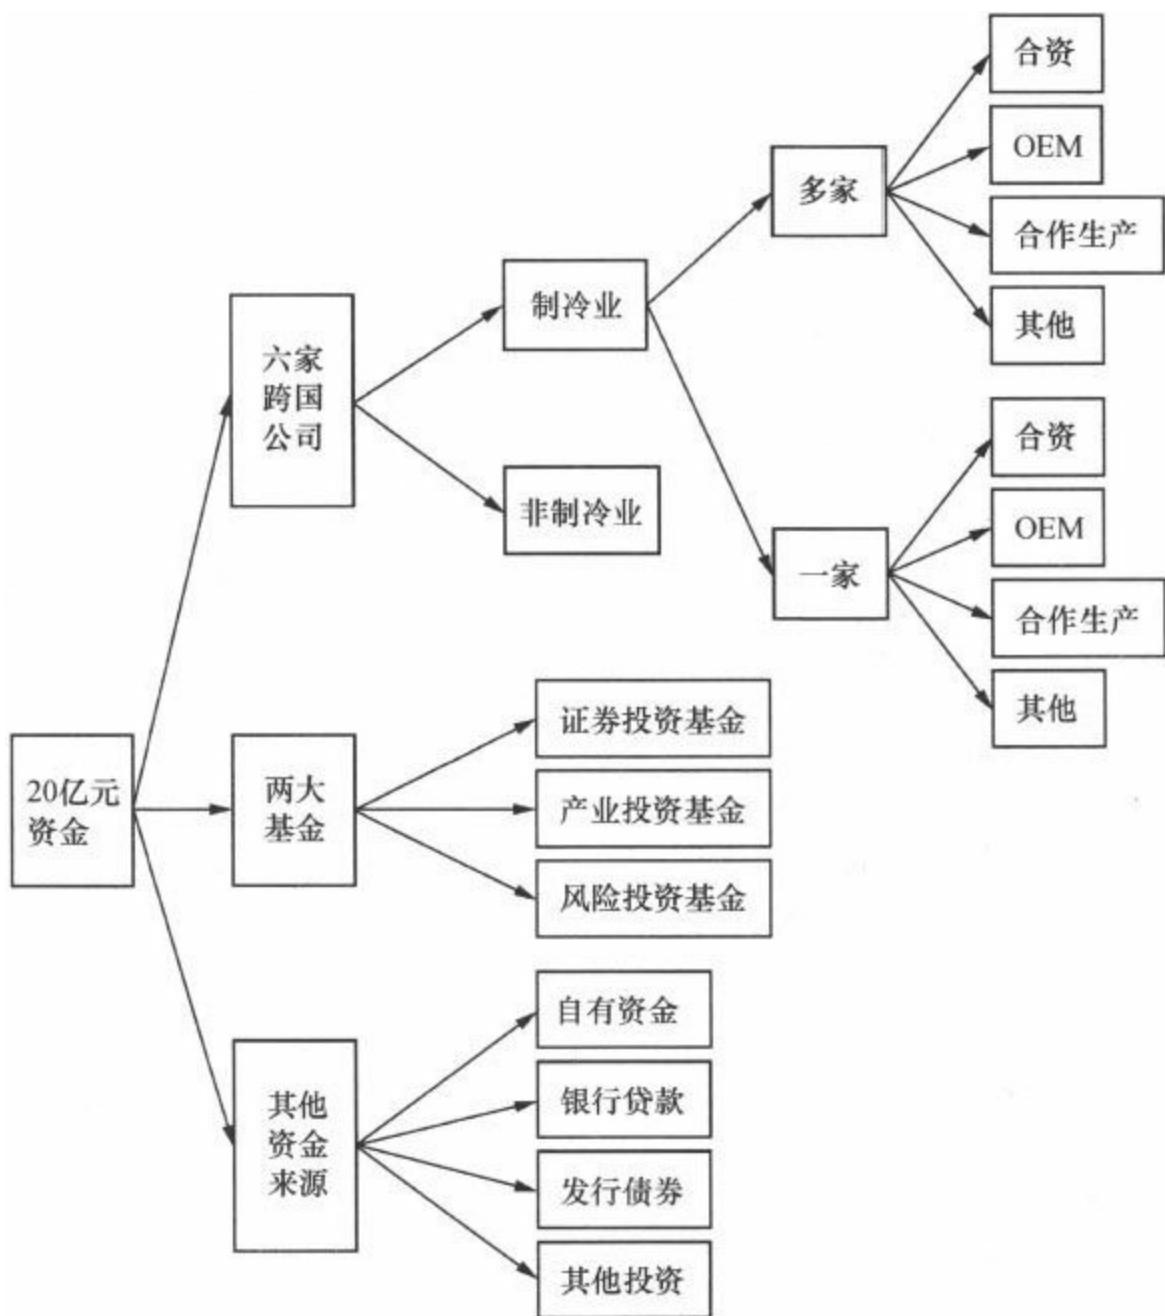 合资
OEM
多家
合作生产
制冷业
其他
六家
跨国
公司
合资
非制冷业
OEM
一家
合作生产
其他
证券投资基金
20亿元
资金
两大
基金
产业投资基金
风险投资基金
自有资金
其他
资金
来源
银行贷款
发行债券
其他投资